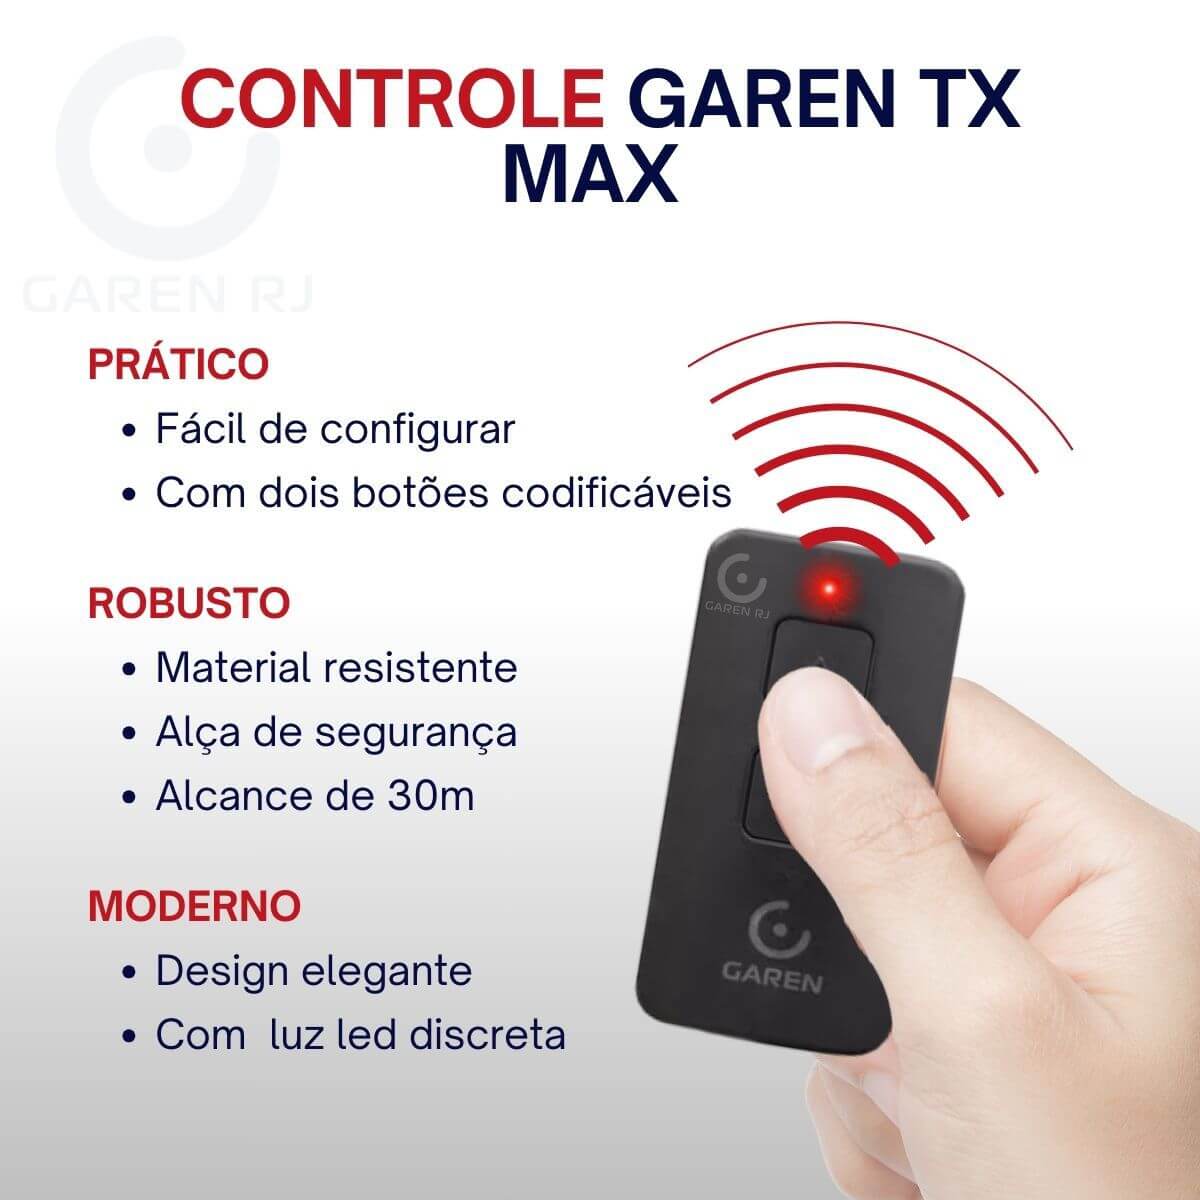 CONTROLE GAREN TX
MAX
GAREN RJ
PRÁTICO
• Fácil de configurar
• Com dois botões codificáveis
ROBUSTO
• Material resistente
• Alça de segurança
• Alcance de 30m
MODERNO
• Design elegante
• Com luz led discreta
GAREN RJ
GAREN